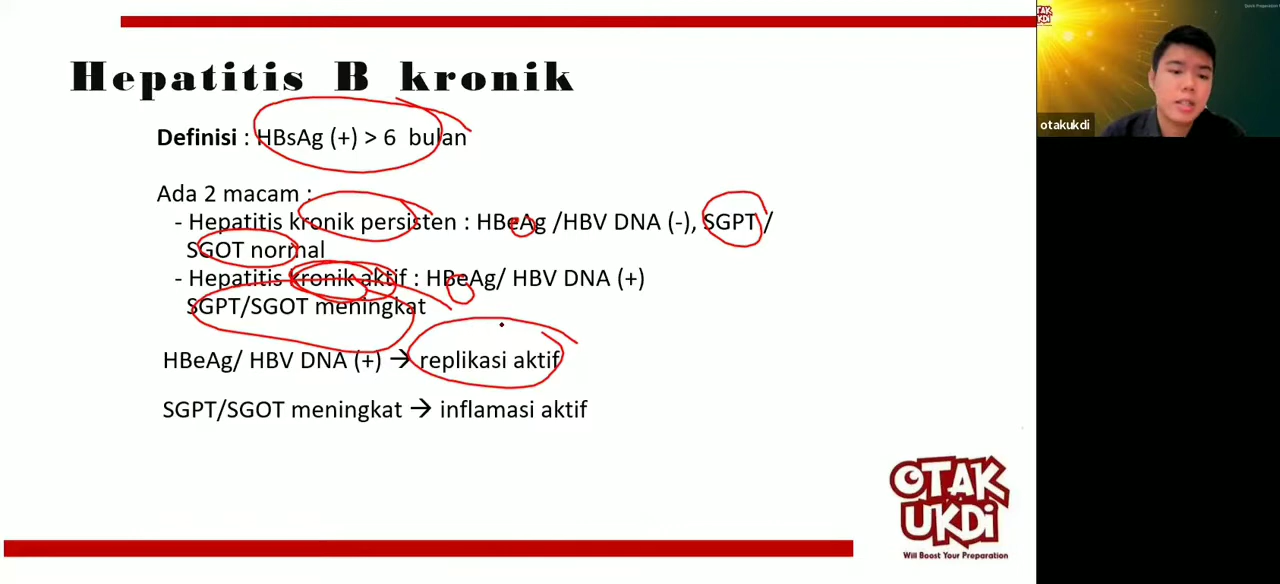 Hepatitis B kronik
Definisi : HBsAg (+) > 6 bulan
Ada 2 macam :
- Hepatitis kronik persisten : HBeAg /HBV DNA (-), SGPT /
SGOT normal
- Hepatitis kronik aktif : HBeAg/ HBV DNA (+)
SGPT/SGOT meningkat
HBeAg/ HBV DNA (+) → replikasi aktif
SGPT/SGOT meningkat → inflamasi aktif
OTAK
UKDi
Will Boost Your Preparation
TAK
KDi
otakukdi